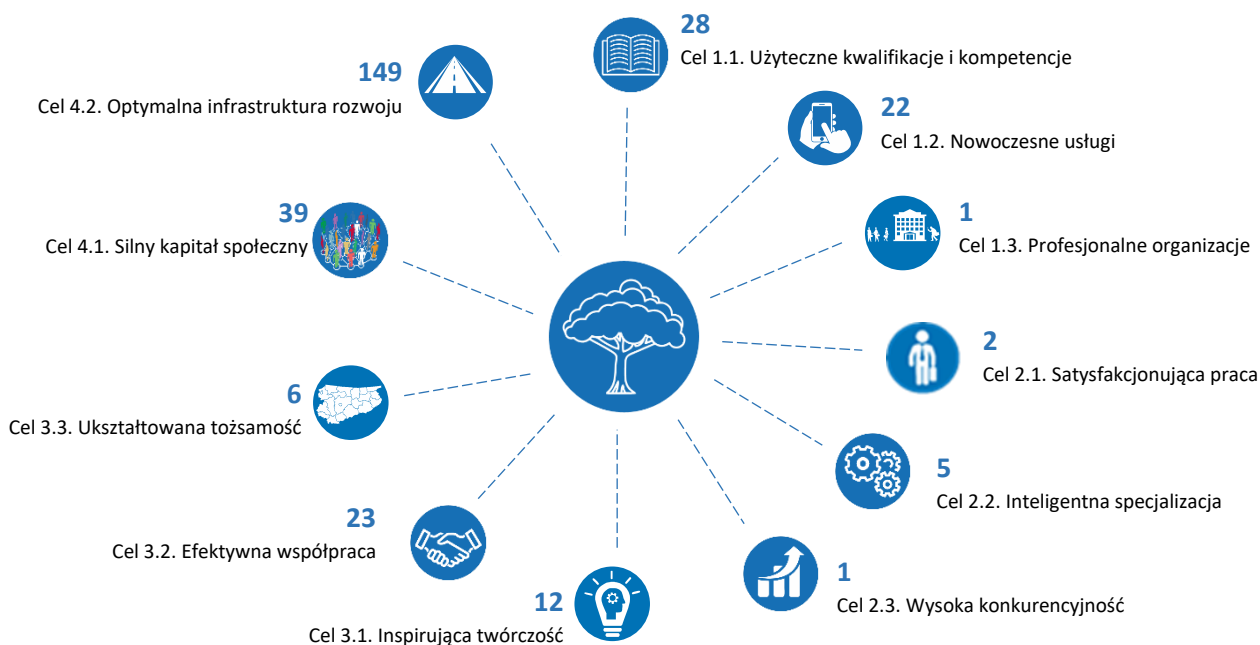 28
Cel 1.1. Użyteczne kwalifikacje i kompetencje
149
Cel 4.2. Optymalna infrastruktura rozwoju
22
Cel 1.2. Nowoczesne usługi
39
Cel 4.1. Silny kapitał społeczny
1
Cel 1.3. Profesjonalne organizacje
2
Cel 2.1. Satysfakcjonująca praca
6
Cel 3.3. Ukształtowana tożsamość
5
Cel 2.2. Inteligentna specjalizacja
23
Cel 3.2. Efektywna współpraca
1
Cel 2.3. Wysoka konkurencyjność
12
Cel 3.1. Inspirująca twórczość